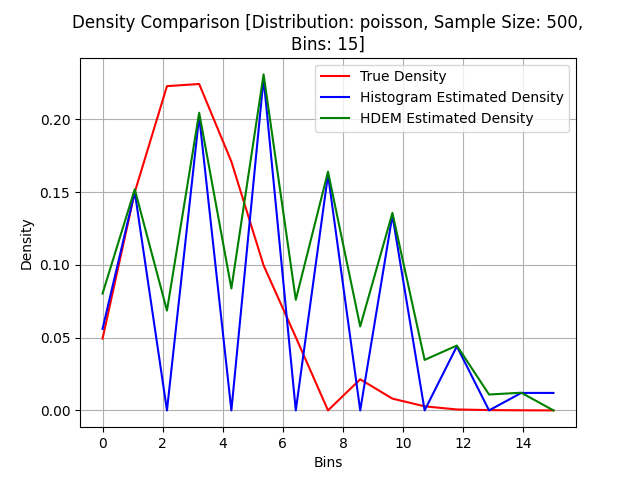 Density Comparison [Distribution: poisson, Sample Size: 500,
Bins: 15]
True Density
Histogram Estimated Density
HDEM Estimated Density
Density
0.20
0.15
0.10
0.05
0.00
0 2 4 6 8 10 12 14
Bins